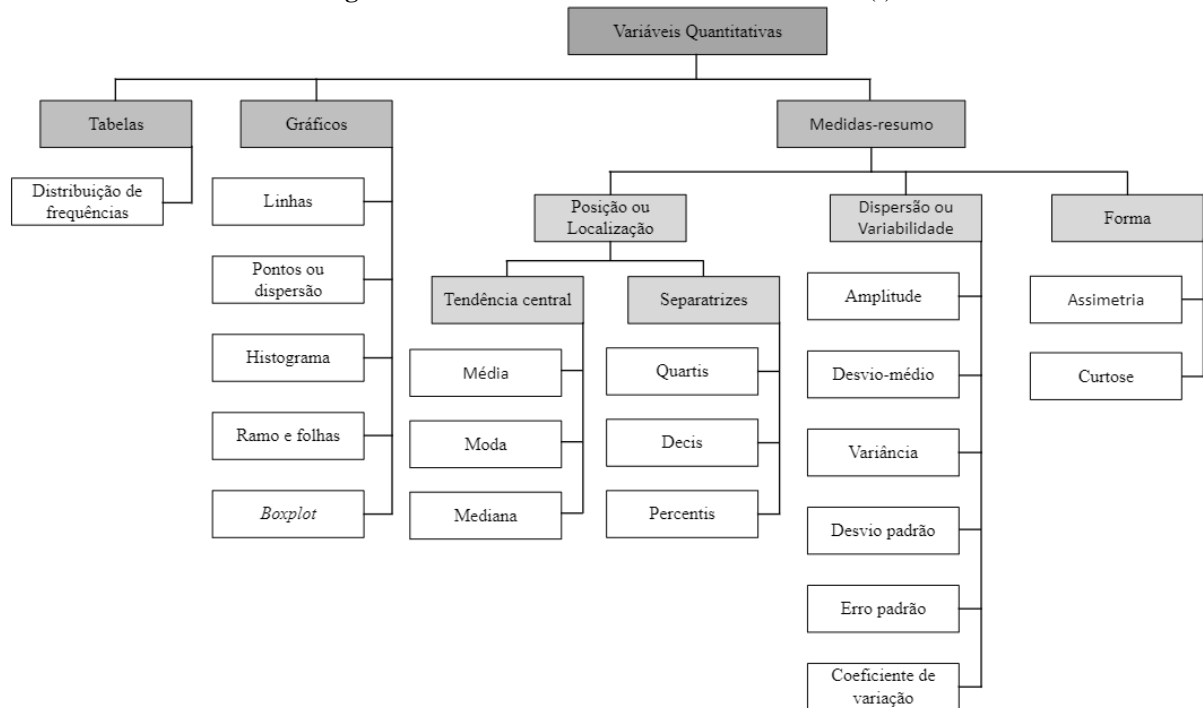 Variáveis Quantitativas
Tabelas
Distribuição de
frequências
Gráficos
Linhas
Pontos ou
dispersão
Histograma
Ramo e folhas
Boxplot
Medidas-resumo
Posição ou
Localização
Tendência central
Média
Moda
Mediana
Separatrizes
Quartis
Decis
Percentis
Dispersão ou
Variabilidade
Amplitude
Desvio-médio
Variância
Desvio padrão
Erro padrão
Coeficiente de
variação
Forma
Assimetria
Curtose